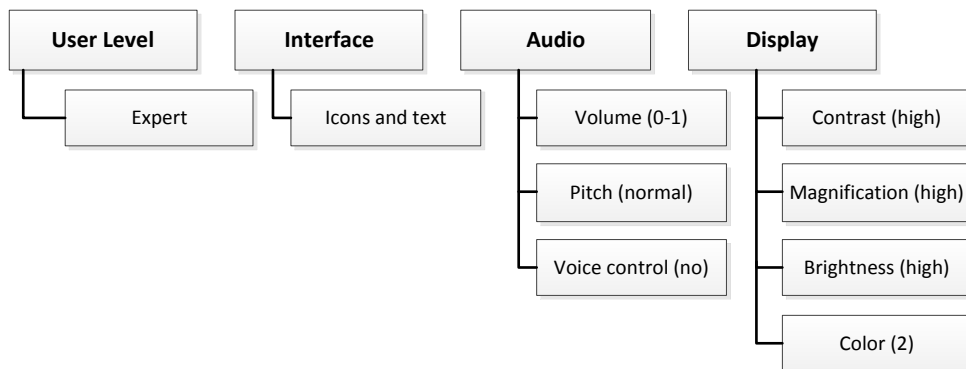 User Level
Expert
Interface
Icons and text
Audio
Volume (0-1)
Pitch (normal)
Voice control (no)
Display
Contrast (high)
Magnification (high)
Brightness (high)
Color (2)